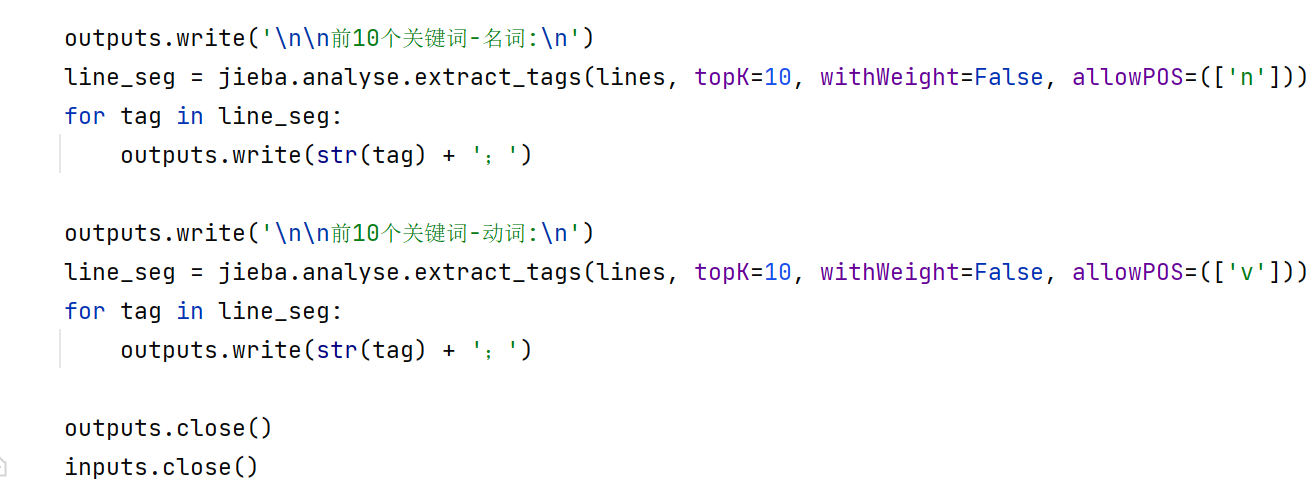 outputs.write('\n\n前10个关键词-名词:\n')
line_seg = jieba.analyse.extract_tags(lines, topK=10, withWeight=False, allowPOS=(['n']))
for tag in line_seg:
    outputs.write(str(tag) + '；')
outputs.write('\n\n前10个关键词-动词:\n')
line_seg = jieba.analyse.extract_tags(lines, topK=10, withWeight=False, allowPOS=(['v']))
for tag in line_seg:
    outputs.write(str(tag) + '；')
outputs.close()
inputs.close()